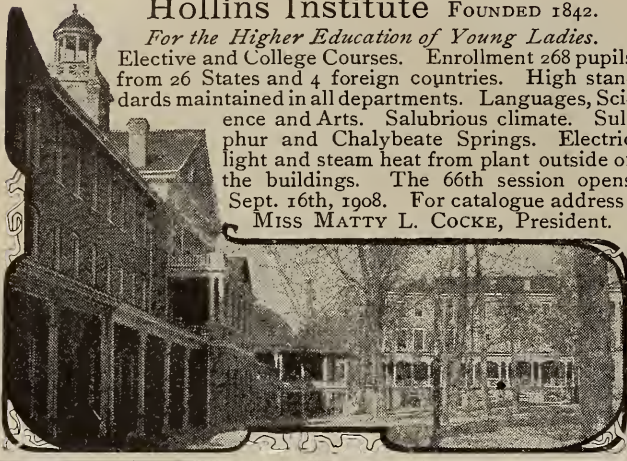 Hollins Institute FOUNDED 1842.
For the Higher Education of Young Ladies.
Elective and College Courses. Enrollment 268 pupils
from 26 States and 4 foreign countries. High stan-
dards maintained in all departments. Languages, Sci-
ence and Arts. Salubrious climate. Sul-
phur and Chalybeate Springs. Electric
light and steam heat from plant outside of
the buildings. The 66th session opens
Sept. 16th, 1908. For catalogue address
MISS MATTY L. COCKE, President.